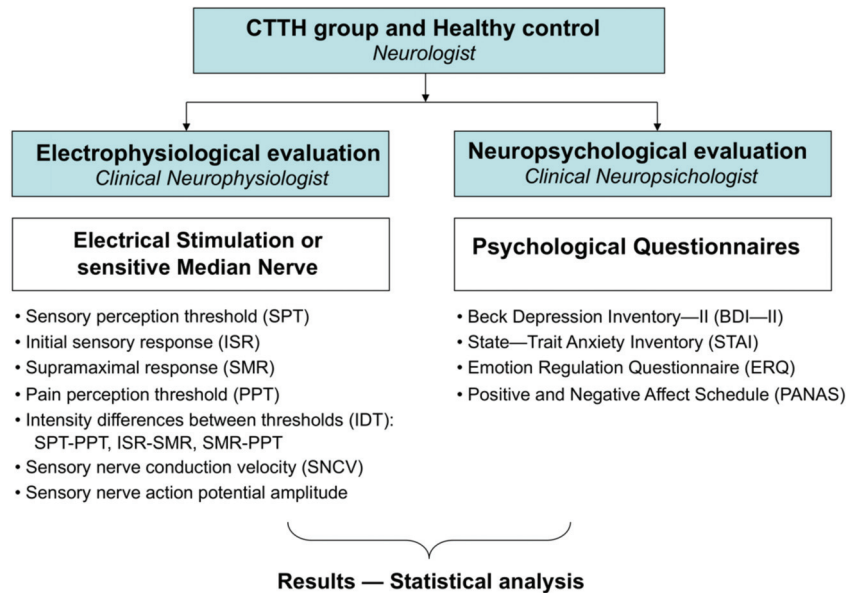 CTTH group and Healthy control
Neurologist
Electrophysiological evaluation
Clinical Neurophysiologist
Electrical Stimulation or
sensitive Median Nerve
• Sensory perception threshold (SPT)
• Initial sensory response (ISR)
• Supramaximal response (SMR)
• Pain perception threshold (PPT)
• Intensity differences between thresholds (IDT):
SPT-PPT, ISR-SMR, SMR-PPT
• Sensory nerve conduction velocity (SNCV)
• Sensory nerve action potential amplitude
Neuropsychological evaluation
Clinical Neuropsichologist
Psychological Questionnaires
• Beck Depression Inventory—II (BDI—II)
• State—Trait Anxiety Inventory (STAI)
• Emotion Regulation Questionnaire (ERQ)
• Positive and Negative Affect Schedule (PANAS)
Results — Statistical analysis